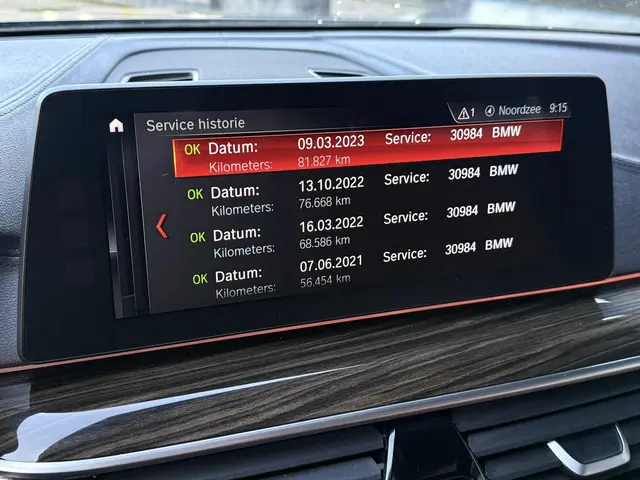 Service historie
1 Noordzee 9:15
OK Datum: 09.03.2023 Service: 30984 BMW
Kilometers: 81.827 km
OK Datum: 13.10.2022 Service: 30984 BMW
Kilometers: 76.668 km
OK Datum: 16.03.2022 Service: 30984 BMW
Kilometers: 68.586 km
OK Datum: 07.06.2021 Service: 30984 BMW
Kilometers: 56.454 km